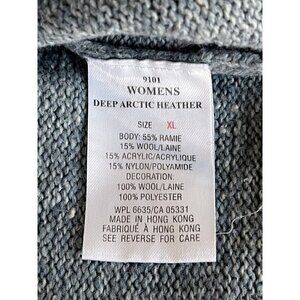 9101
WOMENS
DEEP ARCTIC HEATHER
SIZE XL
BODY: 55% RAMIE
15% WOOL/LAINE
15% ACRYLIC/ACRYLIQUE
15% NYLON/POLYAMIDE
DECORATION:
100% WOOL/LAINE
100% POLYESTER
WPL 6635/CA 05331
MADE IN HONG KONG
FABRIQUÉ À HONG KONG
SEE REVERSE FOR CARE